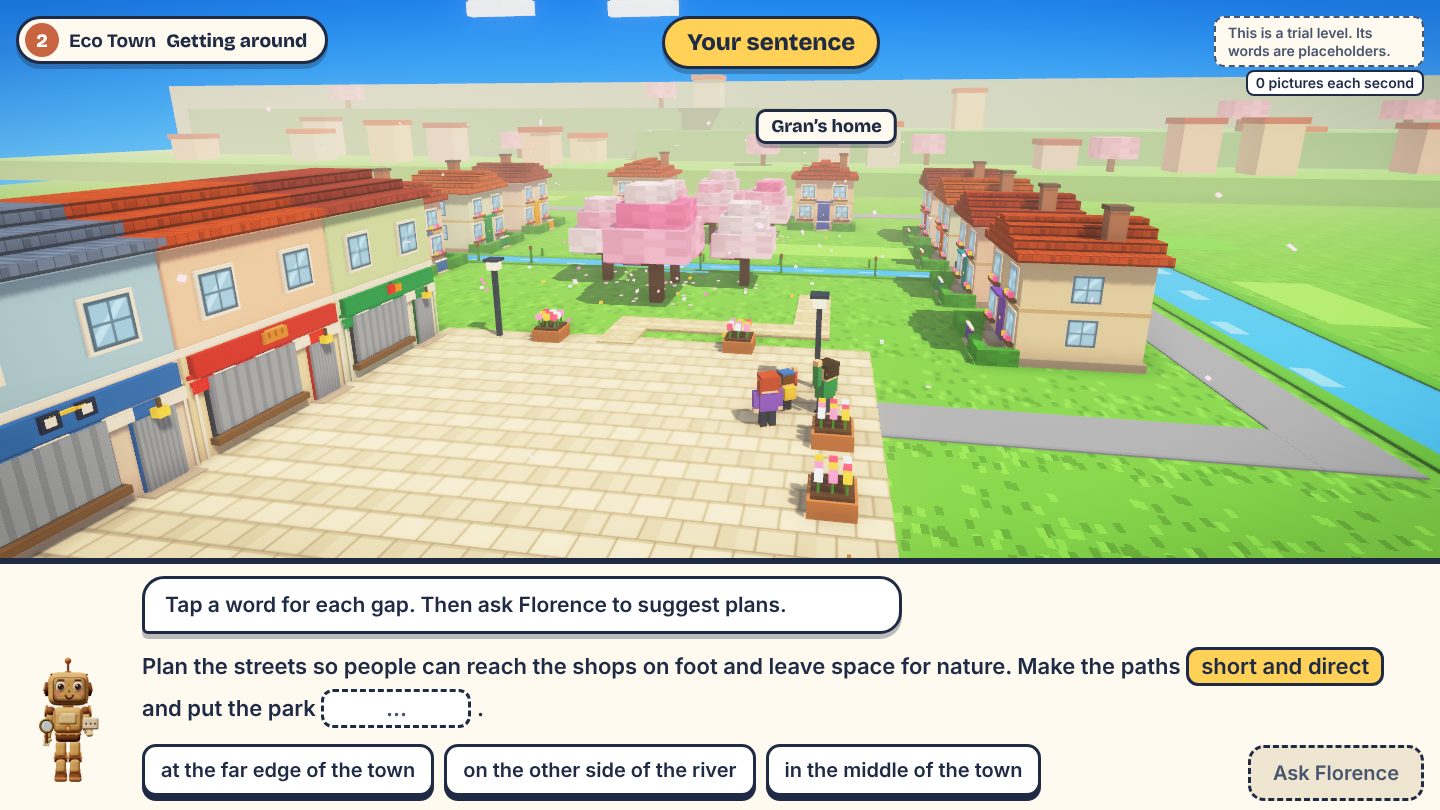 2 Eco Town Getting around
Your sentence
This is a trial level. Its
words are placeholders.
0 pictures each second
Gran's home
Tap a word for each gap. Then ask Florence to suggest plans.
Plan the streets so people can reach the shops on foot and leave space for nature. Make the paths short and direct
and put the park ... .
at the far edge of the town
on the other side of the river
in the middle of the town
Ask Florence